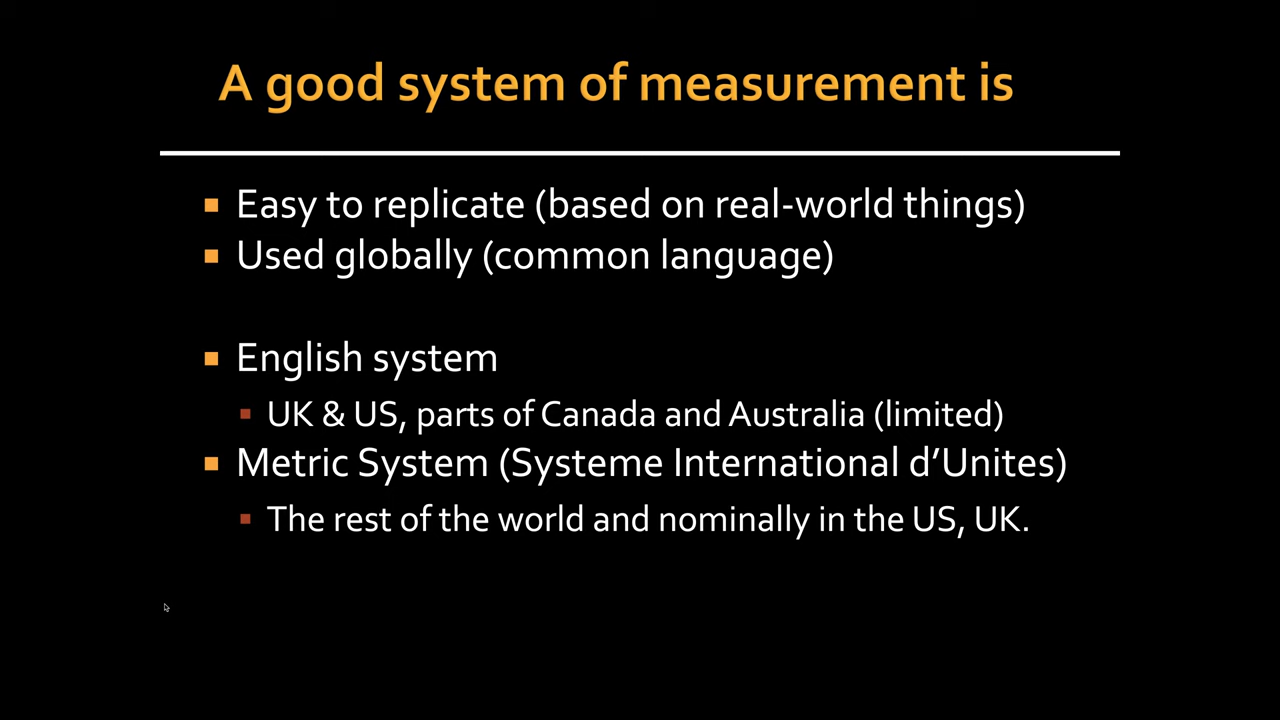 A good system of measurement is
Easy to replicate (based on real-world things)
Used globally (common language)
English system
UK & US, parts of Canada and Australia (limited)
Metric System (Systeme International d’Unites)
The rest of the world and nominally in the US, UK.